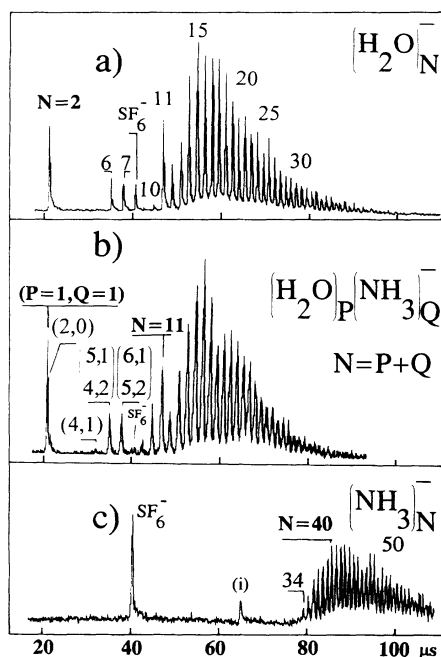 a)
(H2O)N−
N=2
6
7
SF6−
10
11
15
20
25
30
b)
(H2O)P(NH3)Q−
N=P+Q
(P=1,Q=1)
(2,0)
(4,1)
(5,1
4,2)
(6,1
5,2)
SF6−
N=11
c)
(NH3)N−
SF6−
(i)
34
N=40
50
20 40 60 80 100 μs